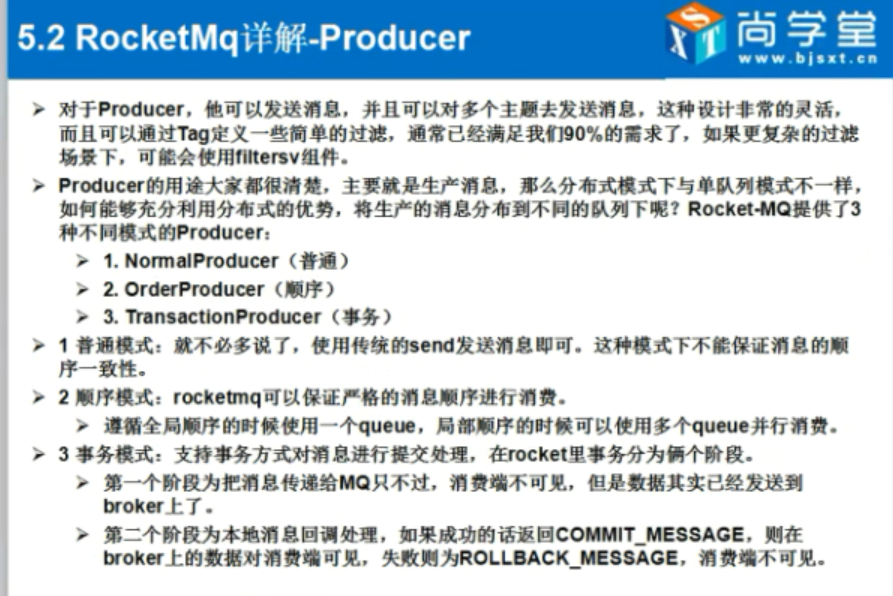 5.2 RocketMq详解-Producer
SXT
尚学堂
www.bjsxt.cn
对于Producer，他可以发送消息，并且可以对多个主题去发送消息，这种设计非常的灵活，
而且可以通过Tag定义一些简单的过滤，通常已经满足我们90%的需求了，如果更复杂的过滤
场景下，可能会使用filtersv组件。
Producer的用途大家都很清楚，主要就是生产消息，那么分布式模式下与单队列模式不一样，
如何能够充分利用分布式的优势，将生产的消息分布到不同的队列下呢？Rocket-MQ提供了3
种不同模式的Producer：
1. NormalProducer（普通）
2. OrderProducer（顺序）
3. TransactionProducer（事务）
1 普通模式：就不必多说了，使用传统的send发送消息即可。这种模式下不能保证消息的顺
序一致性。
2 顺序模式：rocketmq可以保证严格的消息顺序进行消费。
遵循全局顺序的时候使用一个queue，局部顺序的时候可以使用多个queue并行消费。
3 事务模式：支持事务方式对消息进行提交处理，在rocket里事务分为俩个阶段。
第一个阶段为把消息传递给MQ只不过，消费端不可见，但是数据其实已经发送到
broker上了。
第二个阶段为本地消息回调处理，如果成功的话返回COMMIT_MESSAGE，则在
broker上的数据对消费端可见，失败则为ROLLBACK_MESSAGE，消费端不可见。